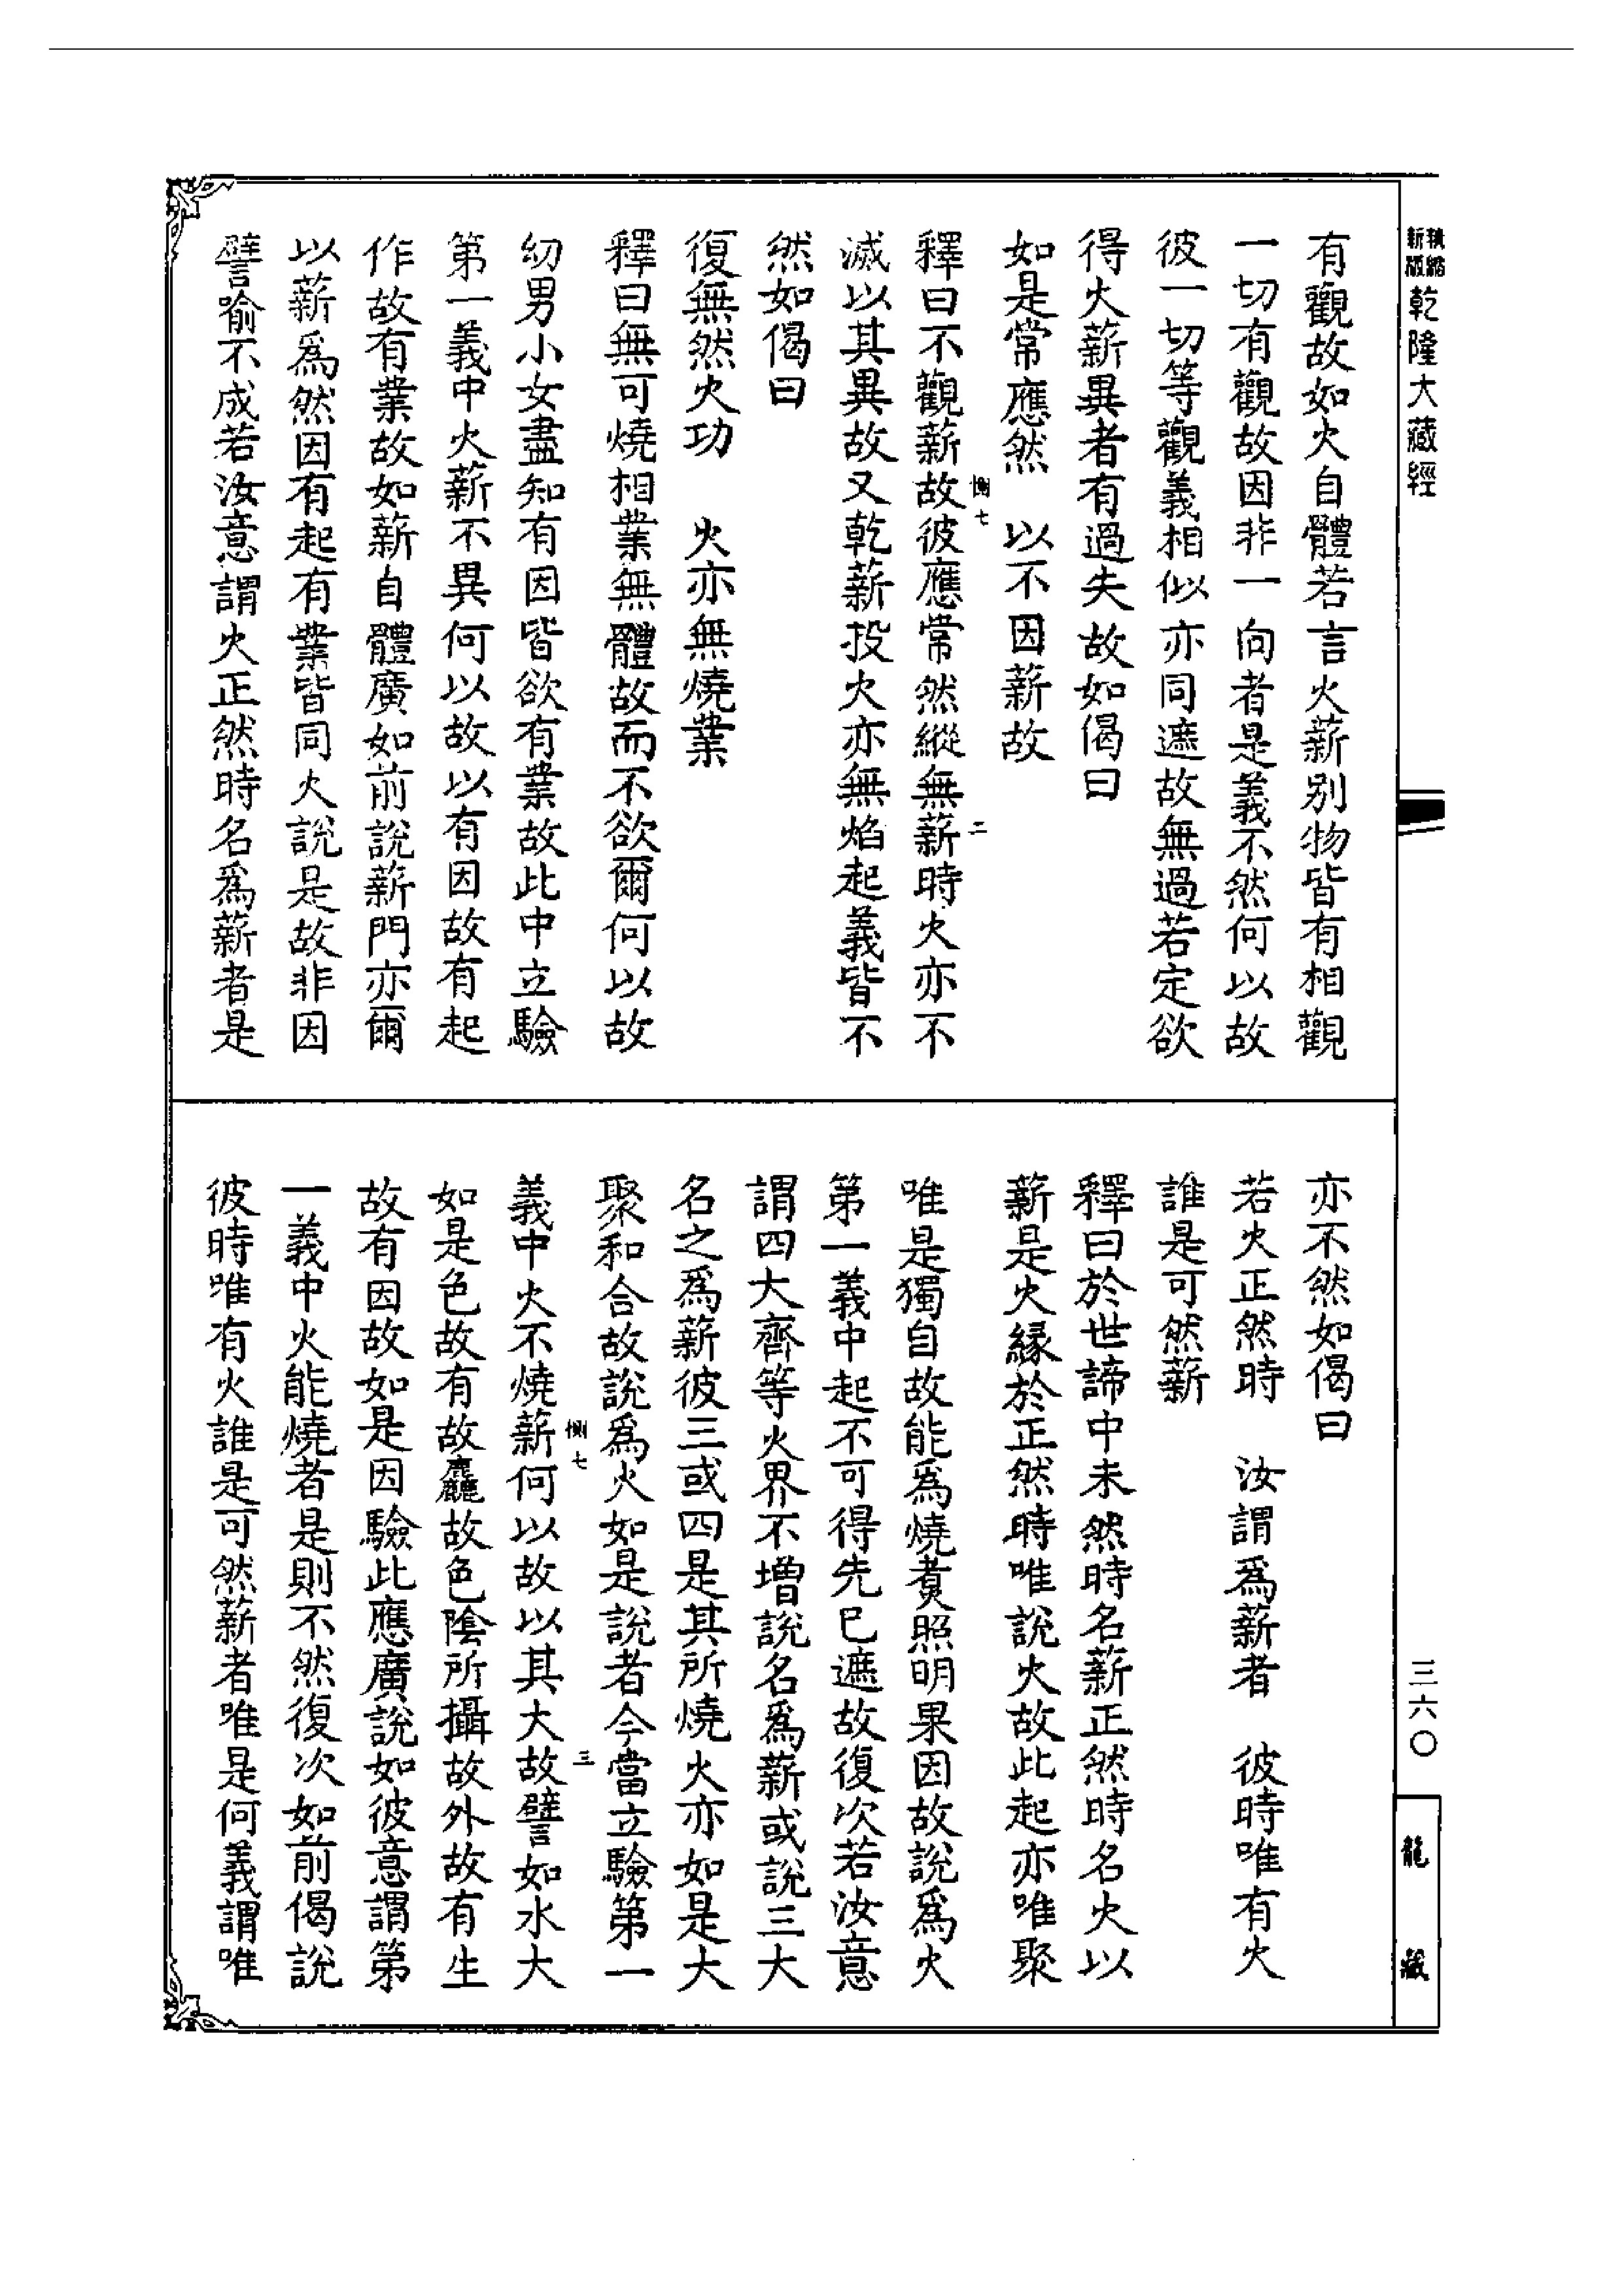 新縮
版縮
乾隆大藏經
有觀故如火自體若言火薪别物皆有相觀
一切有觀故因非一向者是義不然何以故
彼一切等觀義相似亦同遮故無過若定欲
得火薪異者有過失故如偈曰
如是常應然　以不因薪故
惻七
二
釋曰不觀薪故彼應常然縱無薪時火亦不
滅以其異故又乾薪投火亦無焰起義皆不
然如偈曰
復無然火功　火亦無燒業
釋曰無可燒相業無體故而不欲爾何以故
幼男小女盡知有因皆欲有業故此中立驗
第一義中火薪不異何以故以有因故有起
作故有業故如薪自體廣如前說薪門亦爾
以薪爲然因有起有業皆同火說是故非因
譬喻不成若汝意謂火正然時名爲薪者是
亦不然如偈曰
若火正然時　汝謂爲薪者　彼時唯有火
誰是可然薪
釋曰於世諦中未然時名薪正然時名火以
薪是火緣於正然時唯說火故此起亦唯聚
唯是獨自故能爲燒煑照明果因故說爲火
第一義中起不可得先已遮故復次若汝意
謂四大齊等火界不增說名爲薪或說三大
名之爲薪彼三或四是其所燒火亦如是大
聚和合故說爲火如是說者今當立驗第一
惻七
三
義中火不燒薪何以故以其大故譬如水大
如是色故有故麤故色陰所攝故外故有生
故有因故如是因驗此應廣說如彼意謂第
一義中火能燒者是則不然復次如前偈說
彼時唯有火誰是可然薪者唯是何義謂唯
三六〇
龍藏